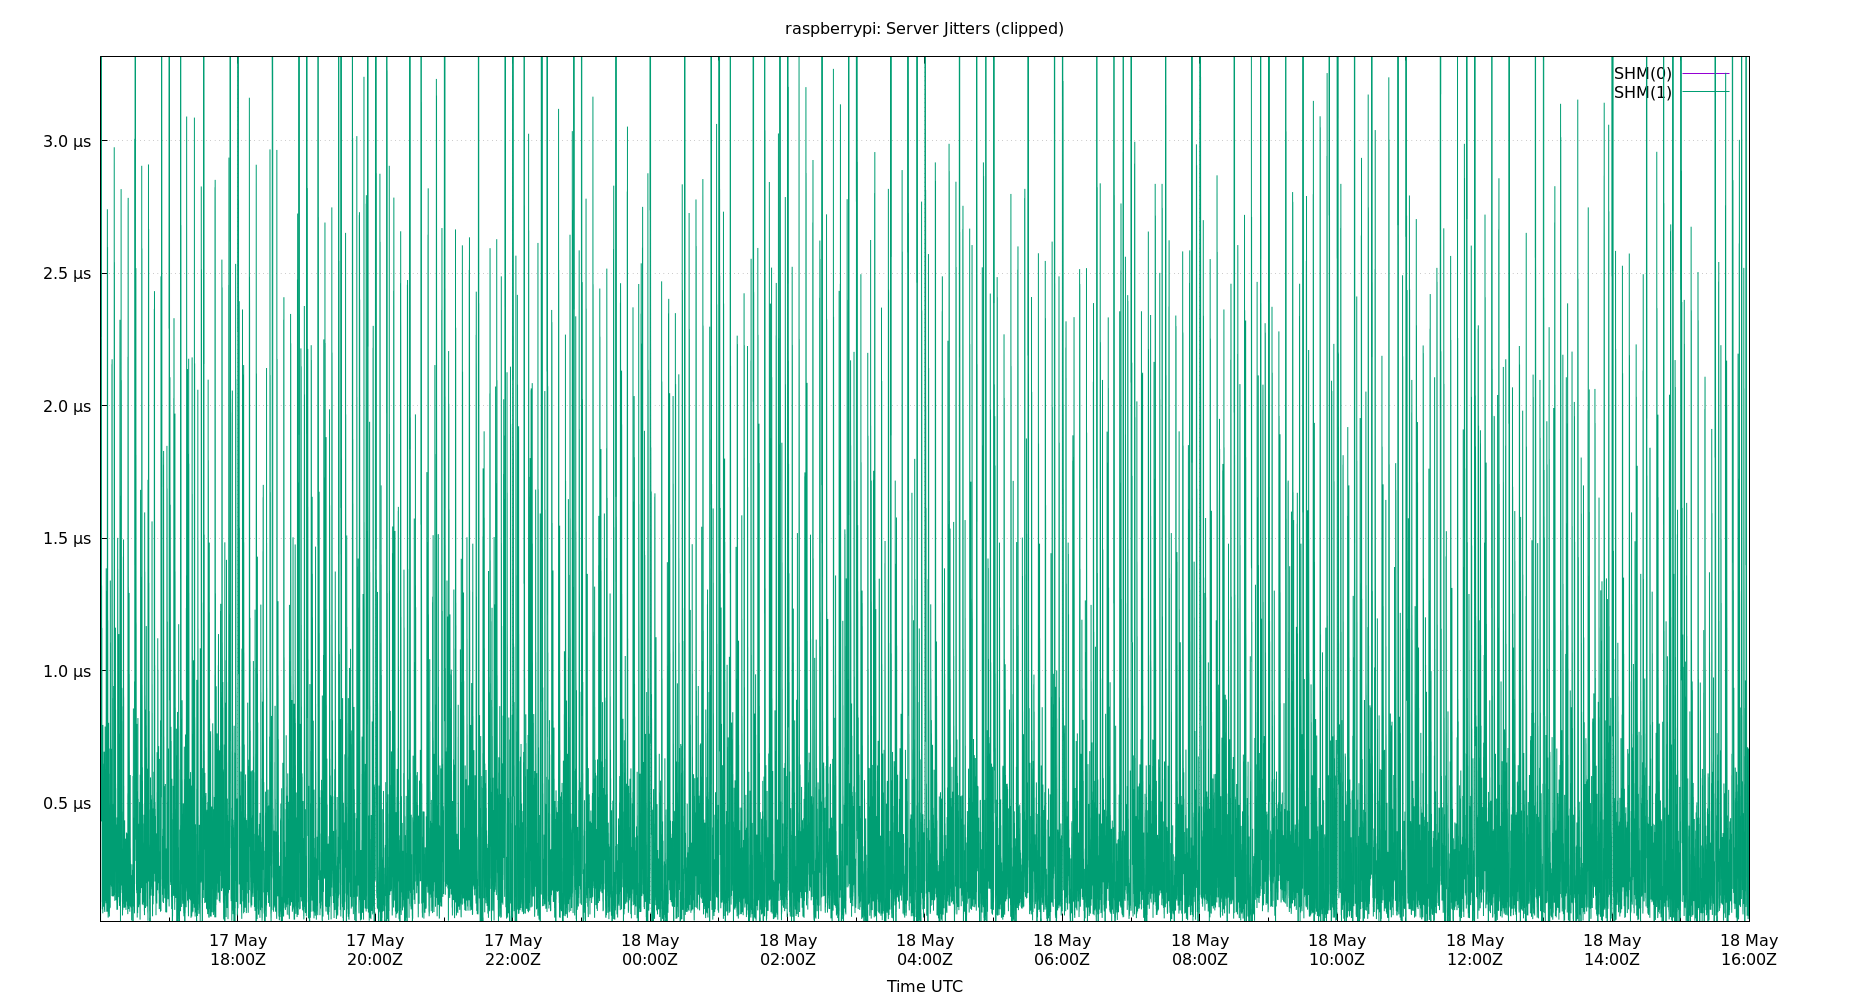 raspberrypi: Server Jitters (clipped)
SHM(0)
SHM(1)
3.0 µs
2.5 µs
2.0 µs
1.5 µs
1.0 µs
0.5 µs
17 May 17 May 17 May 18 May 18 May 18 May 18 May 18 May 18 May 18 May 18 May 18 May
18:00Z 20:00Z 22:00Z 00:00Z 02:00Z 04:00Z 06:00Z 08:00Z 10:00Z 12:00Z 14:00Z 16:00Z
Time UTC